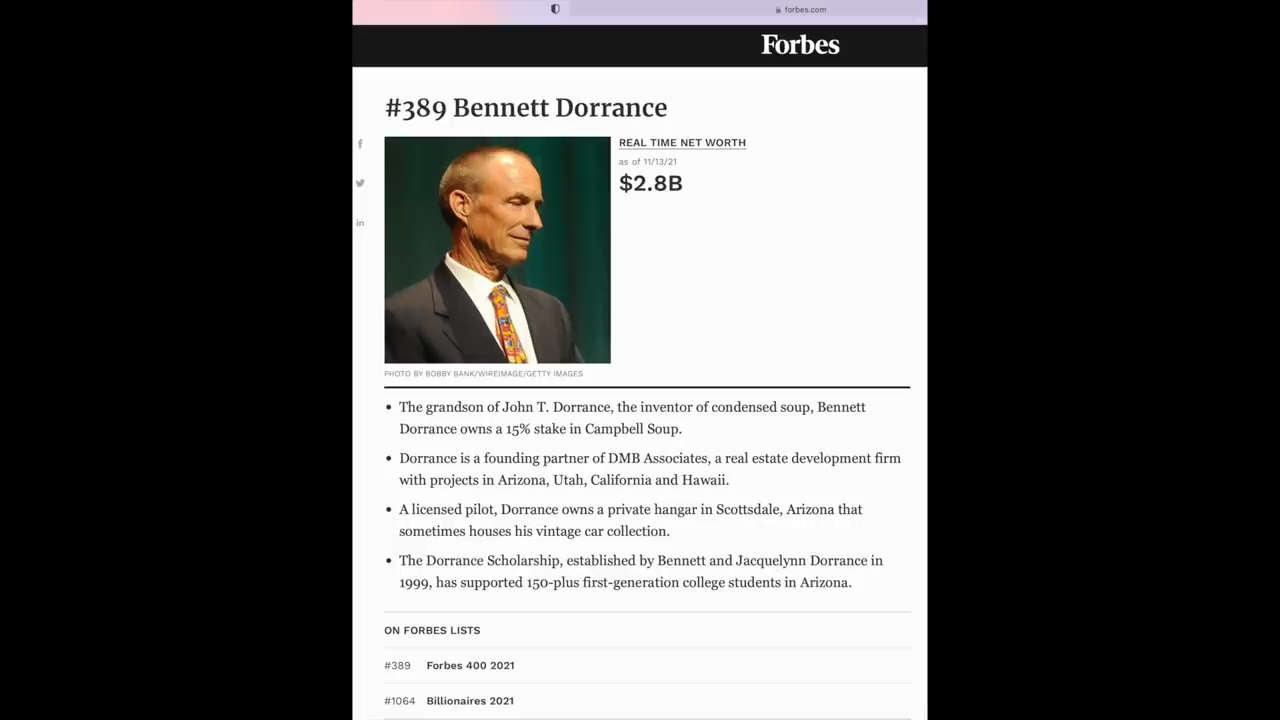 forbes.com
Forbes
#389 Bennett Dorrance
REAL TIME NET WORTH
as of 11/13/21
$2.8B
f
in
PHOTO BY BOBBY BANK/WIREIMAGE/GETTY IMAGES
• The grandson of John T. Dorrance, the inventor of condensed soup, Bennett
Dorrance owns a 15% stake in Campbell Soup.
• Dorrance is a founding partner of DMB Associates, a real estate development firm
with projects in Arizona, Utah, California and Hawaii.
• A licensed pilot, Dorrance owns a private hangar in Scottsdale, Arizona that
sometimes houses his vintage car collection.
• The Dorrance Scholarship, established by Bennett and Jacquelynn Dorrance in
1999, has supported 150-plus first-generation college students in Arizona.
ON FORBES LISTS
#389 Forbes 400 2021
#1064 Billionaires 2021